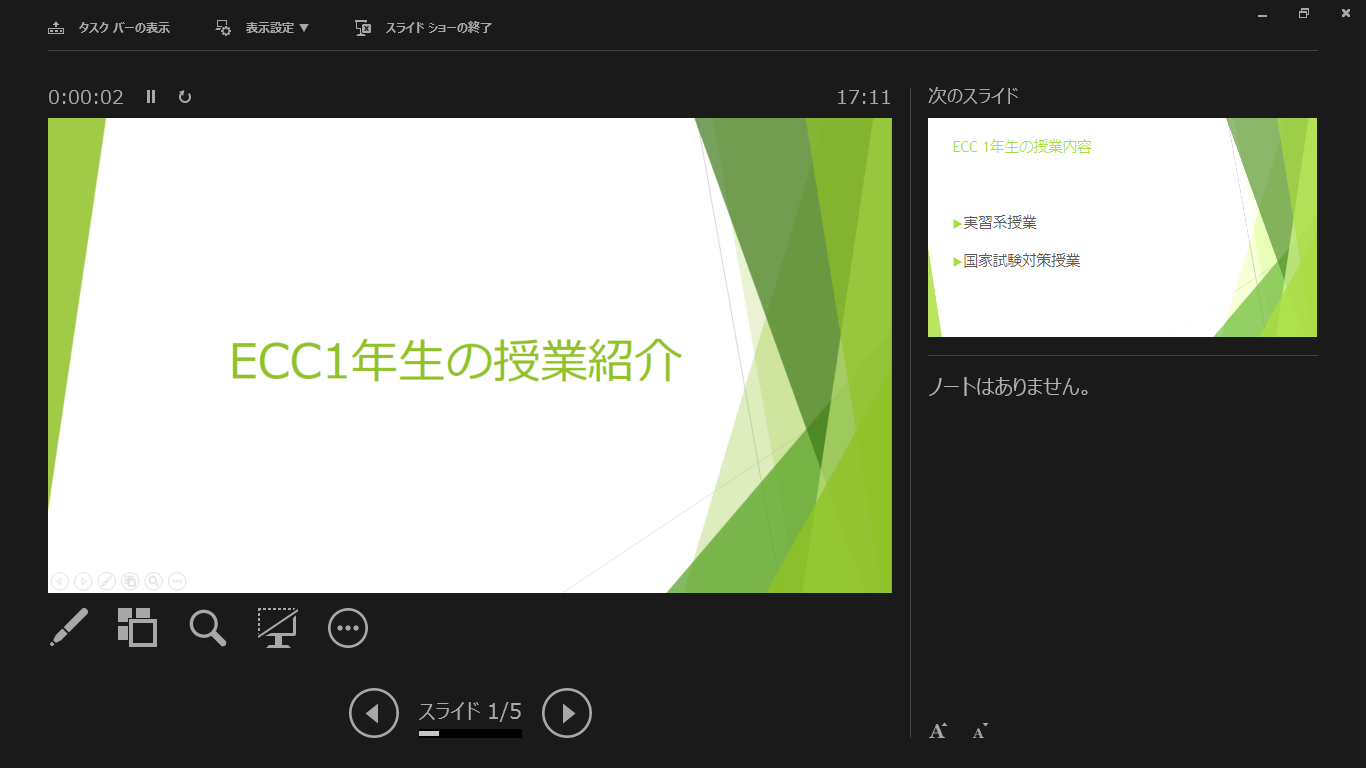 タスク バーの表示
表示設定 ▼
スライド ショーの終了
0:00:02
17:11
次のスライド
ECC1年生の授業紹介
ECC 1年生の授業内容
実習系授業
国家試験対策授業
ノートはありません。
スライド 1/5
A
A